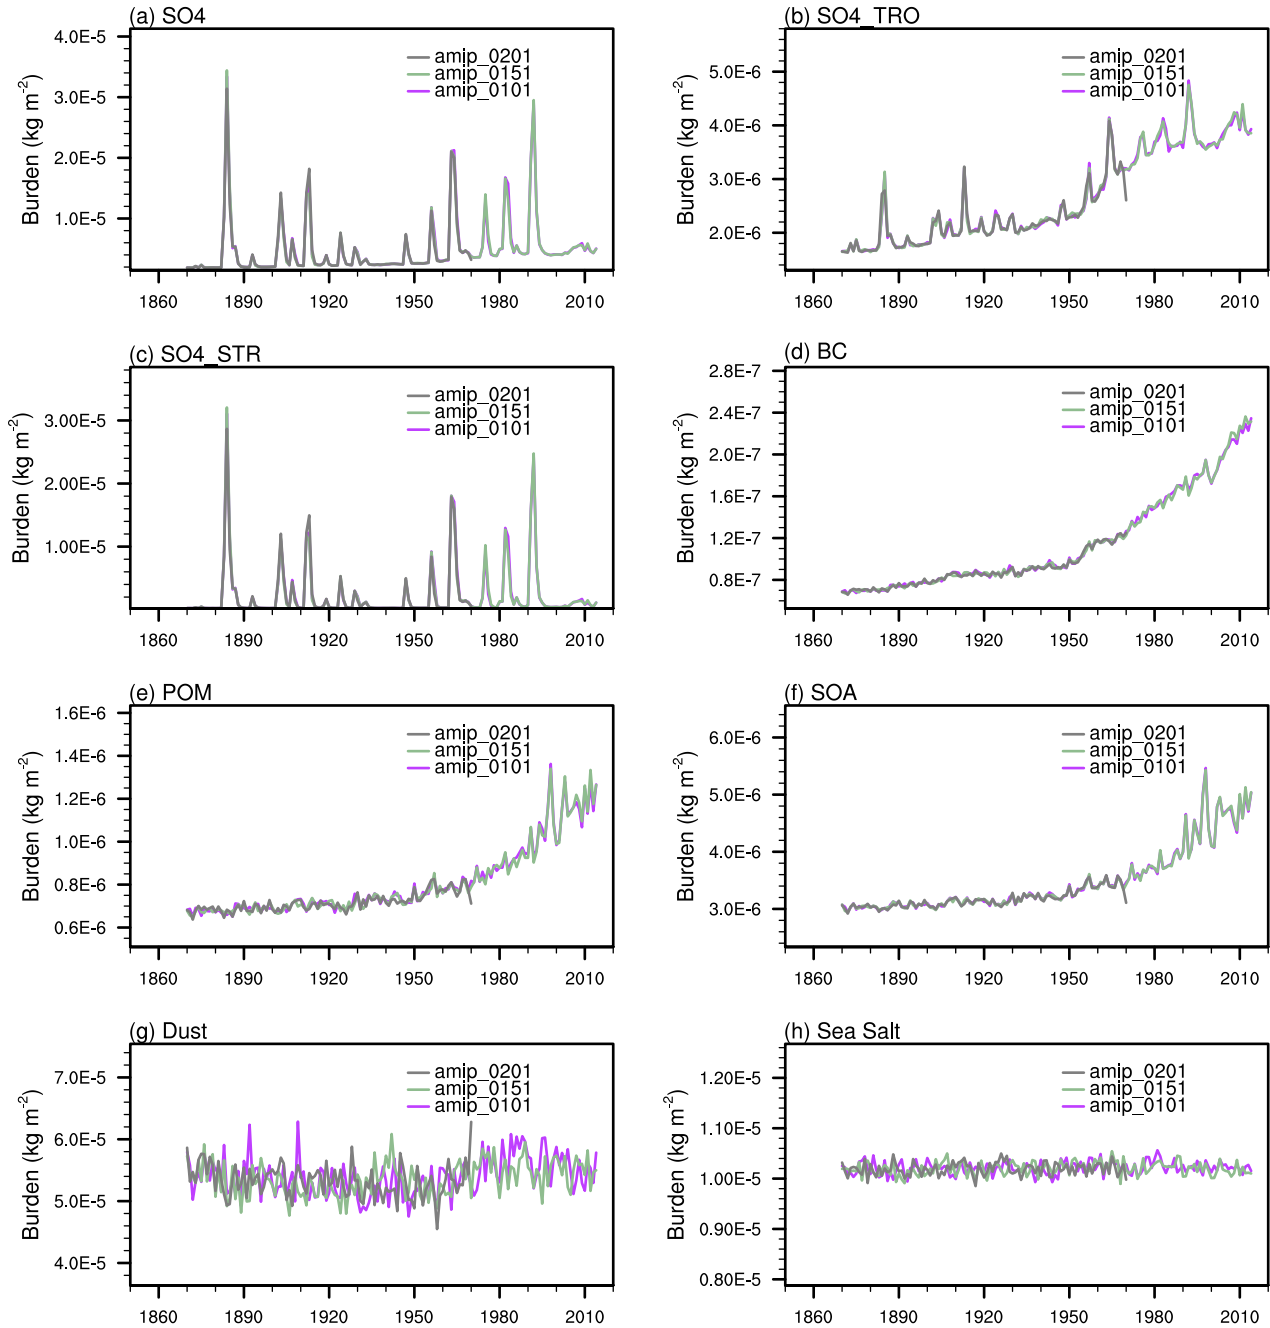 (a) SO4
Burden (kg m-2)
4.0E-5
3.0E-5
2.0E-5
1.0E-5
amip_0201
amip_0151
amip_0101
1860 1890 1920 1950 1980 2010
(b) SO4_TRO
Burden (kg m-2)
5.0E-6
4.0E-6
3.0E-6
2.0E-6
amip_0201
amip_0151
amip_0101
1860 1890 1920 1950 1980 2010
(c) SO4_STR
Burden (kg m-2)
3.00E-5
2.00E-5
1.00E-5
amip_0201
amip_0151
amip_0101
1860 1890 1920 1950 1980 2010
(d) BC
Burden (kg m-2)
2.8E-7
2.4E-7
2.0E-7
1.6E-7
1.2E-7
0.8E-7
amip_0201
amip_0151
amip_0101
1860 1890 1920 1950 1980 2010
(e) POM
Burden (kg m-2)
1.6E-6
1.4E-6
1.2E-6
1.0E-6
0.8E-6
0.6E-6
amip_0201
amip_0151
amip_0101
1860 1890 1920 1950 1980 2010
(f) SOA
Burden (kg m-2)
6.0E-6
5.0E-6
4.0E-6
3.0E-6
amip_0201
amip_0151
amip_0101
1860 1890 1920 1950 1980 2010
(g) Dust
Burden (kg m-2)
7.0E-5
6.0E-5
5.0E-5
4.0E-5
amip_0201
amip_0151
amip_0101
1860 1890 1920 1950 1980 2010
(h) Sea Salt
Burden (kg m-2)
1.20E-5
1.10E-5
1.00E-5
0.90E-5
0.80E-5
amip_0201
amip_0151
amip_0101
1860 1890 1920 1950 1980 2010